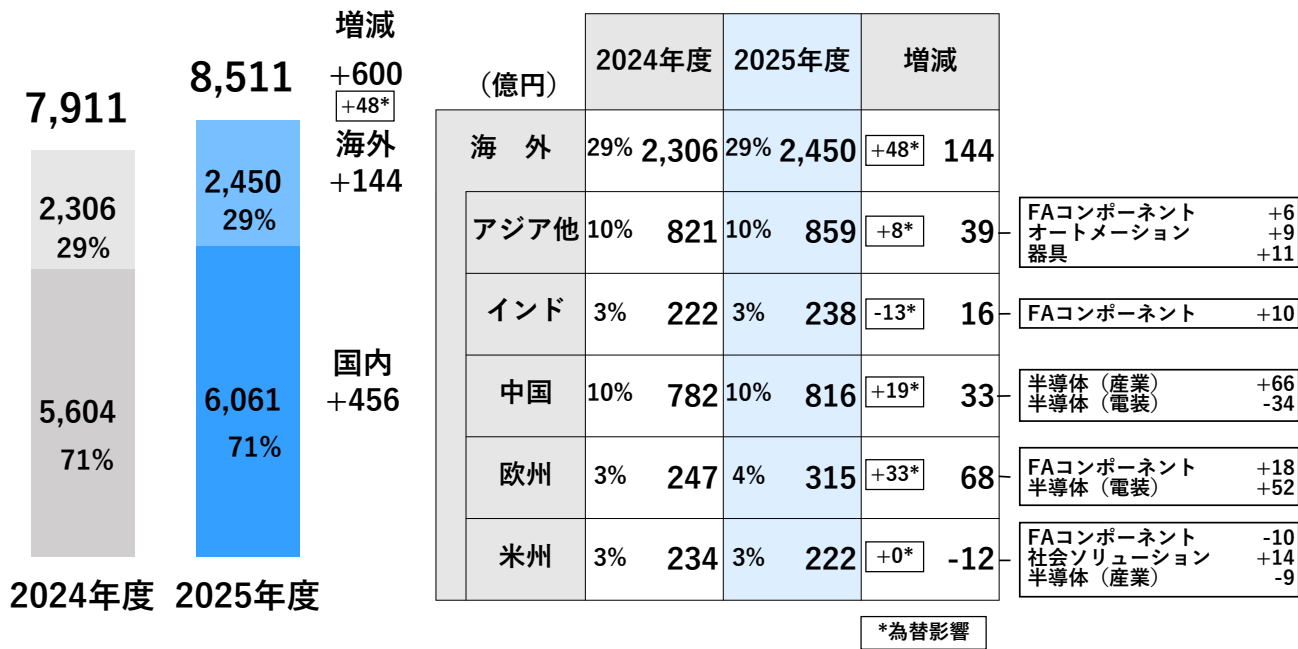 増減
+600
+48*
8,511
7,911
海外
+144
2,306
29%
2,450
29%
国内
+456
5,604
71%
6,061
71%
2024年度 2025年度
（億円） 2024年度 2025年度 増減
海 外 29% 2,306 29% 2,450 +48* 144
アジア他 10% 821 10% 859 +8* 39
FAコンポーネント +6
オートメーション +9
器具 +11
インド 3% 222 3% 238 -13* 16
FAコンポーネント +10
中国 10% 782 10% 816 +19* 33
半導体（産業） +66
半導体（電装） -34
欧州 3% 247 4% 315 +33* 68
FAコンポーネント +18
半導体（電装） +52
米州 3% 234 3% 222 +0* -12
FAコンポーネント -10
社会ソリューション +14
半導体（産業） -9
*為替影響